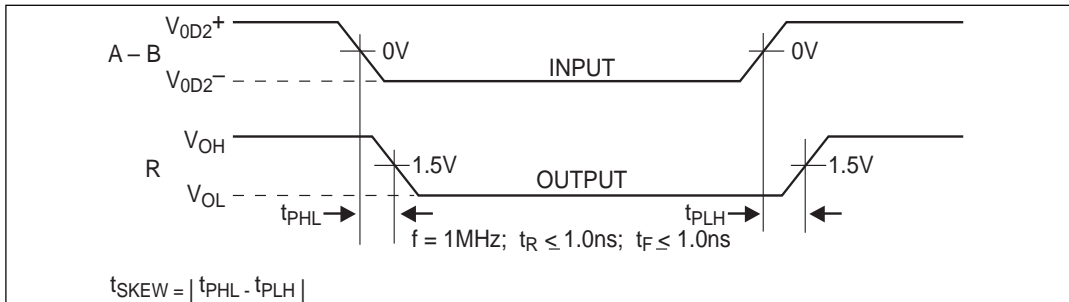 V0D2+
A – B
0V
0V
V0D2–
INPUT
VOH
R
1.5V
1.5V
VOL
OUTPUT
tPHL
tPLH
f = 1MHz; tR ≤ 1.0ns; tF ≤ 1.0ns
tSKEW = | tPHL - tPLH |